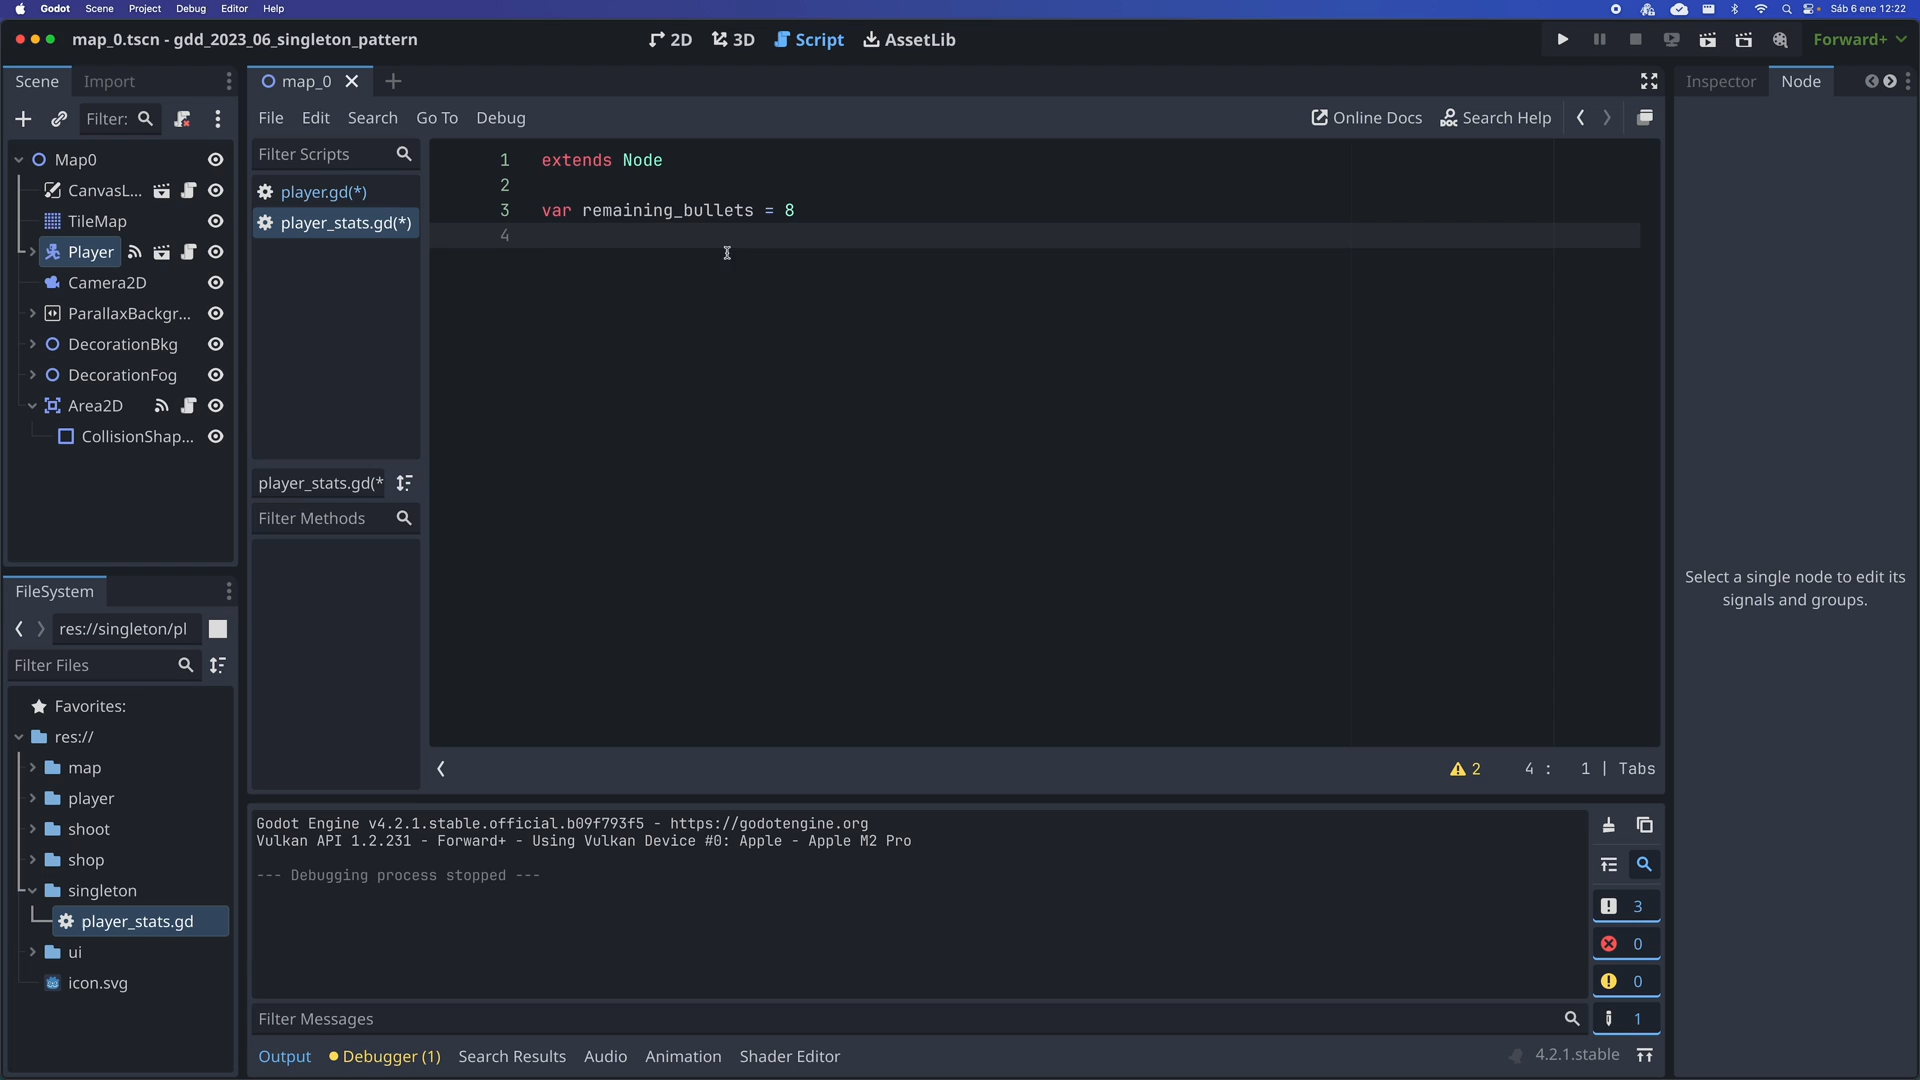 Godot Scene Project Debug Editor Help
Sáb 6 ene 12:22
map_0.tscn - gdd_2023_06_singleton_pattern
2D 3D Script AssetLib
Forward+
Scene Import
map_0
Inspector Node
Filter:
File Edit Search Go To Debug
Online Docs Search Help
Map0
CanvasL...
TileMap
Player
Camera2D
ParallaxBackgr...
DecorationBkg
DecorationFog
Area2D
CollisionShap...
Filter Scripts
player.gd(*)
player_stats.gd(*)
player_stats.gd(*
Filter Methods
1 extends Node
2
3 var remaining_bullets = 8
4
2 4 : 1 | Tabs
Select a single node to edit its
signals and groups.
FileSystem
res://singleton/pl
Filter Files
Favorites:
res://
map
player
shoot
shop
singleton
player_stats.gd
ui
icon.svg
Godot Engine v4.2.1.stable.official.b09f793f5 - https://godotengine.org
Vulkan API 1.2.231 - Forward+ - Using Vulkan Device #0: Apple - Apple M2 Pro
--- Debugging process stopped ---
3
0
0
1
Filter Messages
Output Debugger (1) Search Results Audio Animation Shader Editor
4.2.1.stable